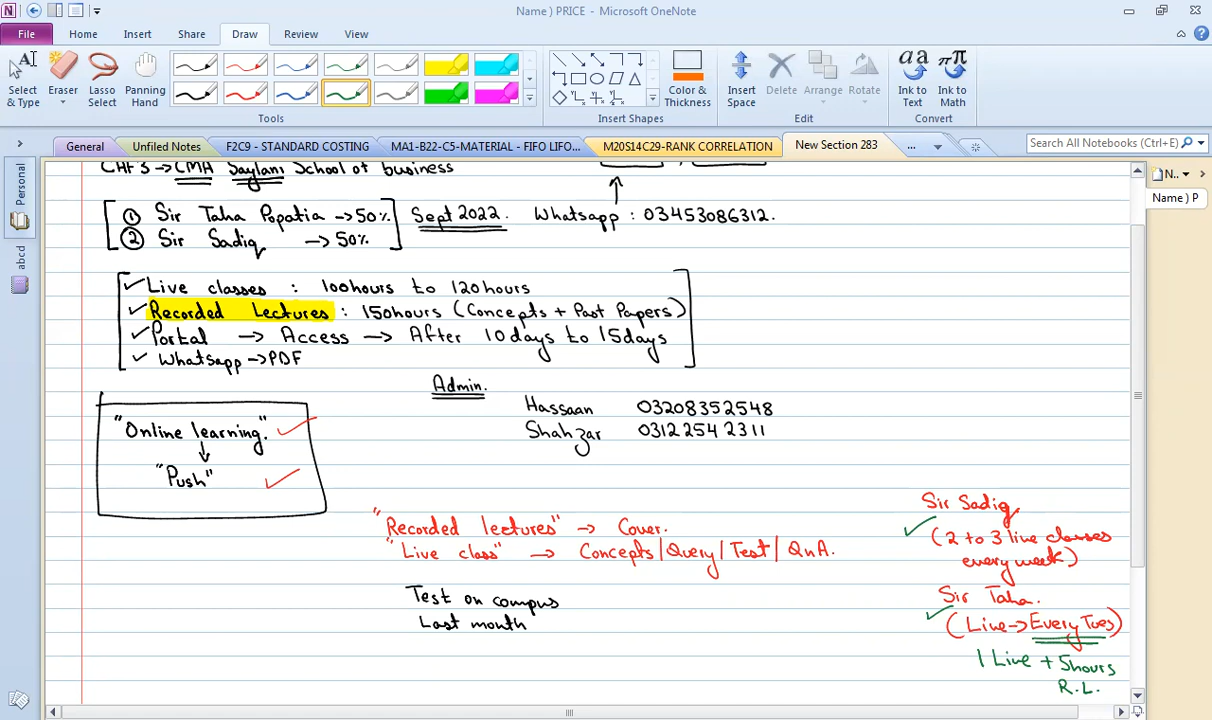 Name ) PRICE - Microsoft OneNote
File Home Insert Share Draw Review View
Select & Type
Eraser
Lasso Select
Panning Hand
Color & Thickness
Insert Space
Delete
Arrange
Rotate
Ink to Text
Ink to Math
Tools
Insert Shapes
Edit
Convert
General Unfiled Notes F2C9 - STANDARD COSTING MA1-B22-C5-MATERIAL - FIFO LIFO... M20S14C29-RANK CORRELATION New Section 283 ... Search All Notebooks (Ctrl+E)
Personal
abcd
N..
Name ) P
CAF 3 → CMA Saylani School of business
① Sir Taha Popatia → 50% Sept 2022. Whatsapp : 03453086312.
② Sir Sadiq → 50%
✓ Live classes : 100hours to 120hours
✓ Recorded Lectures : 150hours (Concepts + Past Papers)
✓ Portal → Access → After 10days to 15days
✓ Whatsapp → PDF
Admin.
Hassaan 03208352548
Shahzar 0312 254 2311
"Online learning." ✓
↓
"Push" ✓
"Recorded lectures" → Cover.
"Live class" → Concepts | Query | Test | QnA.
Test on campus
Last month
Sir Sadiq
✓ (2 to 3 live classes
every week)
Sir Taha.
✓ (Live → Every Tues)
1 Live + 5hours
R.L.